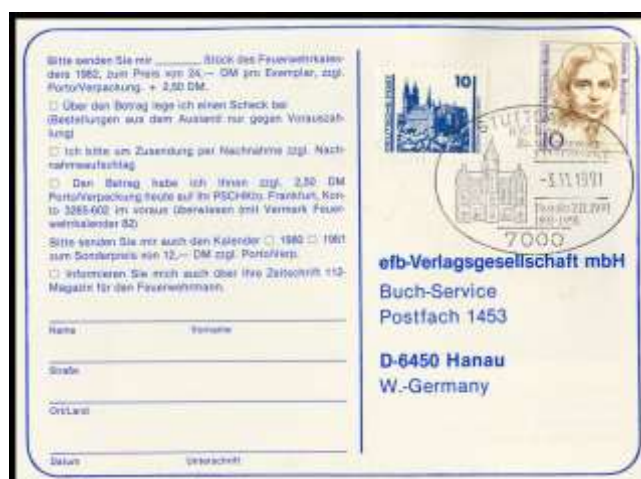 Bitte senden Sie mir ______ Stück des Feuerwehrkalen-
ders 1982, zum Preis von 24,— DM pro Exemplar, zzgl.
Porto/Verpackung. + 2,50 DM.
□ Über den Betrag lege ich einen Scheck bei
(Bestellungen aus dem Ausland nur gegen Vorauszah-
lung)
□ Ich bitte um Zusendung per Nachnahme zzgl. Nach-
nahmeaufschlag
□ Den Betrag habe ich Ihnen zzgl. 2,50 DM
Porto/Verpackung heute auf Ihr PSCHKto. Frankfurt, Kon-
to 3265-602 im voraus überwiesen (mit Vermerk Feuer-
wehrkalender 82)
Bitte senden Sie mir auch den Kalender □ 1980 □ 1981
zum Sonderpreis von 12,— DM zzgl. Porto/Verp.
□ Informieren Sie mich auch über Ihre Zeitschrift 112-
Magazin für den Feuerwehrmann.
Name Vorname
Straße
Ort/Land
Datum Unterschrift
10
DEUTSCHE POST
10
STUTTG
-3.11.1991
7000
efb-Verlagsgesellschaft mbH
Buch-Service
Postfach 1453
D-6450 Hanau
W.-Germany